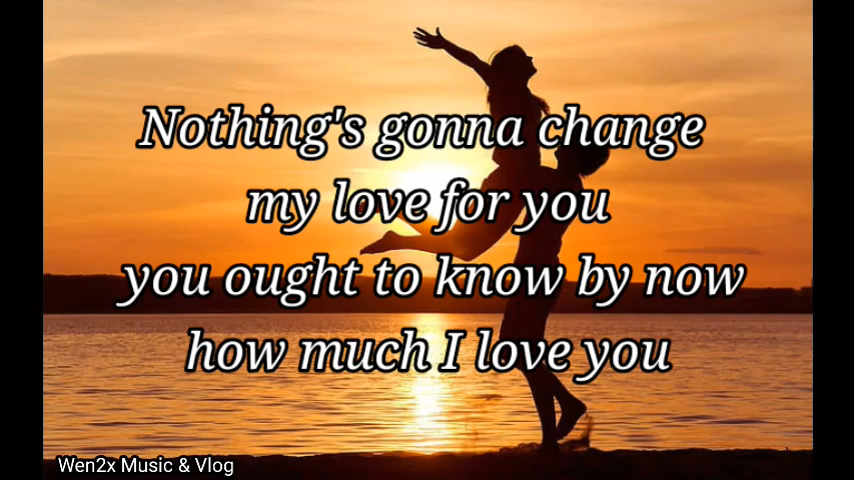 Nothing's gonna change
my love for you
you ought to know by now
how much I love you
Wen2x Music & Vlog